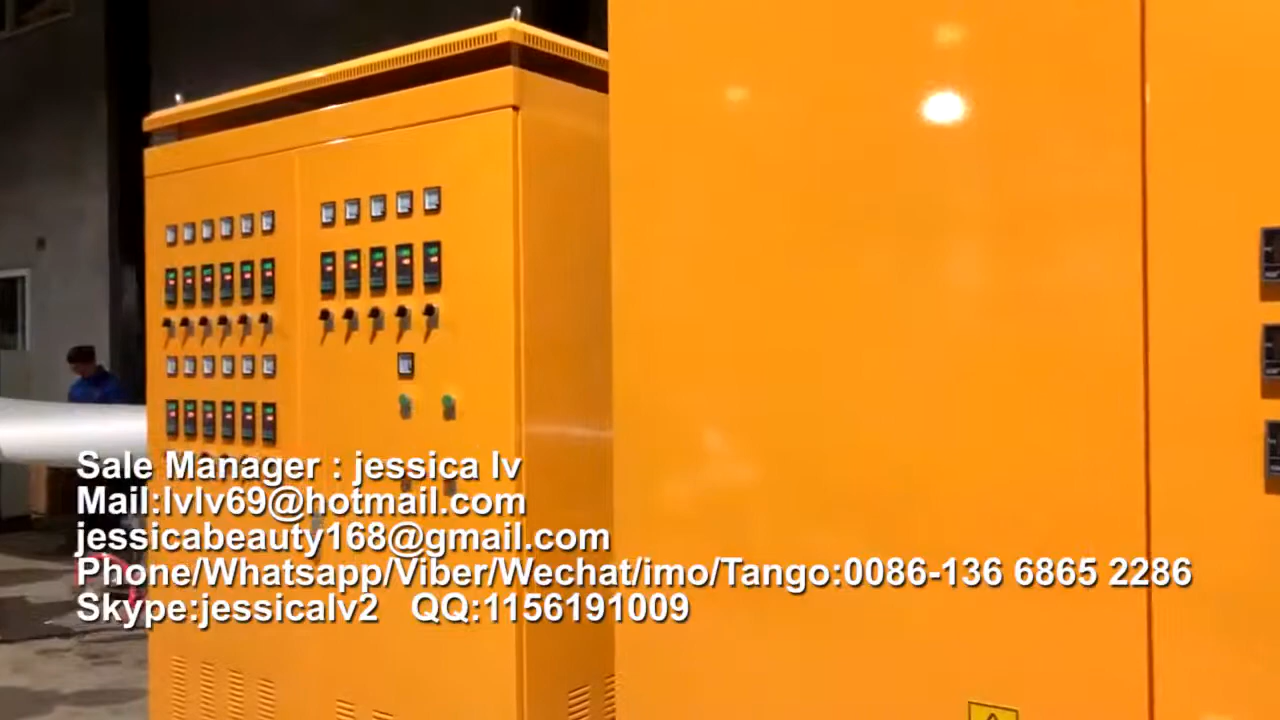 Sale Manager : jessica lv
Mail:lvlv69@hotmail.com
jessicabeauty168@gmail.com
Phone/Whatsapp/Viber/Wechat/imo/Tango:0086-136 6865 2286
Skype:jessicalv2 QQ:1156191009